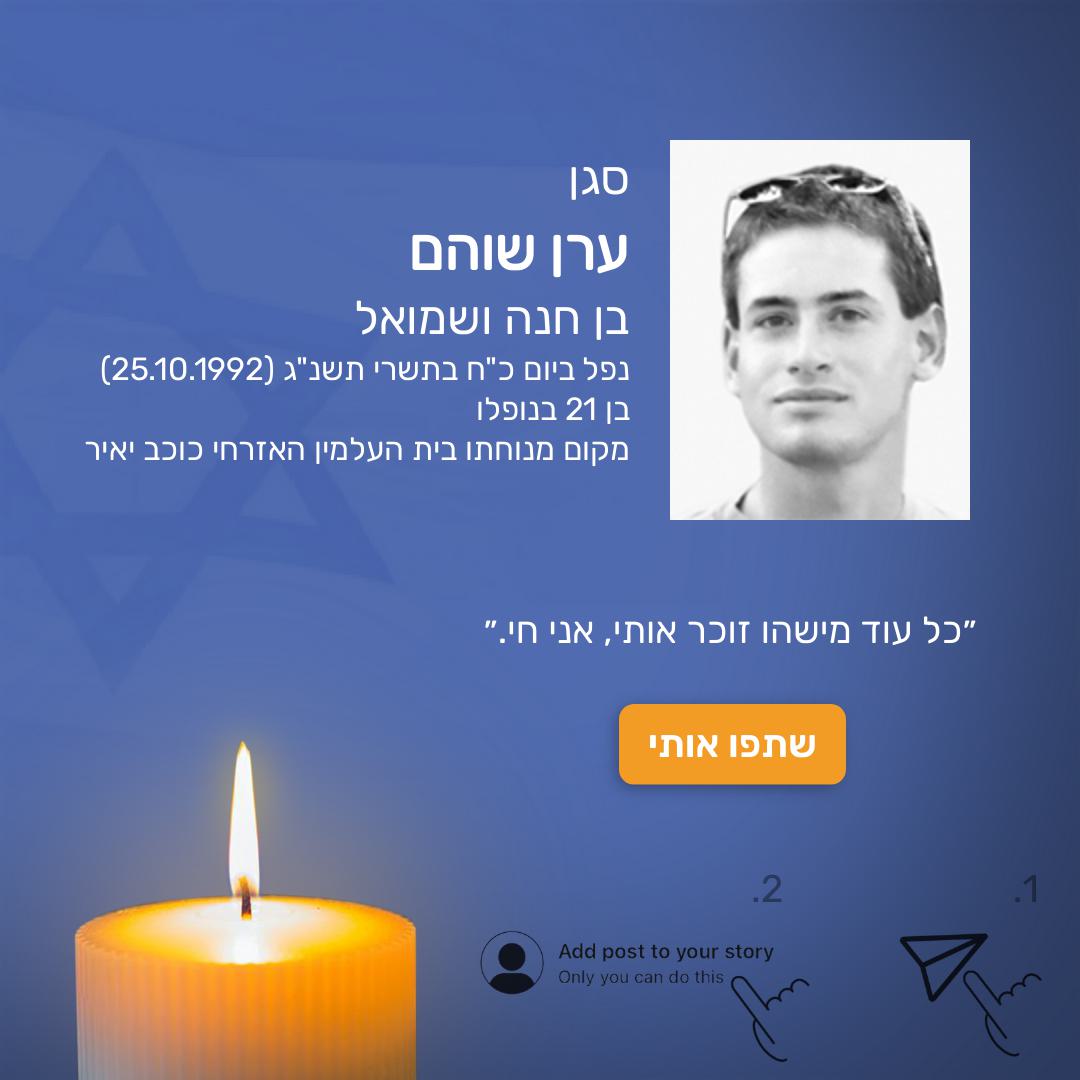 סגן
ערן שוהם
בן חנה ושמואל
נפל ביום כ"ח בתשרי תשנ"ג (25.10.1992)
בן 21 בנופלו
מקום מנוחתו בית העלמין האזרחי כוכב יאיר
״כל עוד מישהו זוכר אותי, אני חי.״
שתפו אותי
.1
.2
Add post to your story
Only you can do this